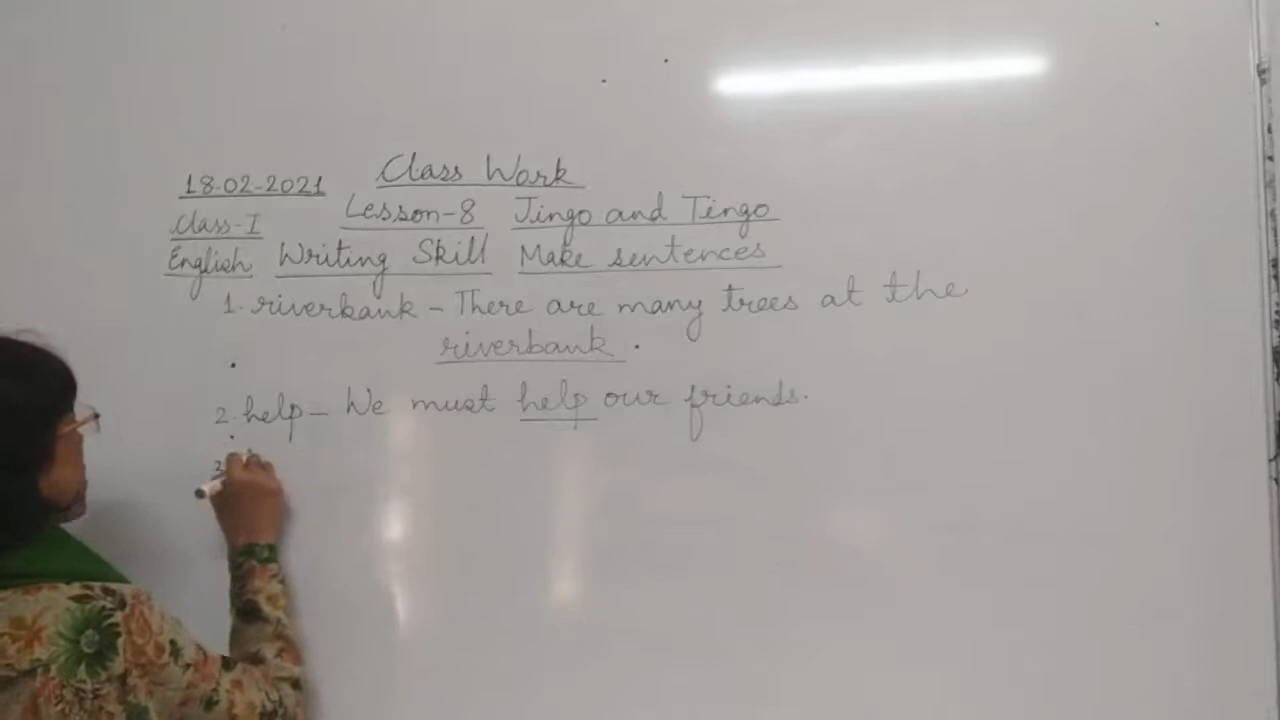 Class Work
18-02-2021
Lesson-8 Jingo and Tingo
Class-I
English Writing Skill Make sentences
1. riverbank - There are many trees at the
riverbank.
2. help - We must help our friends.